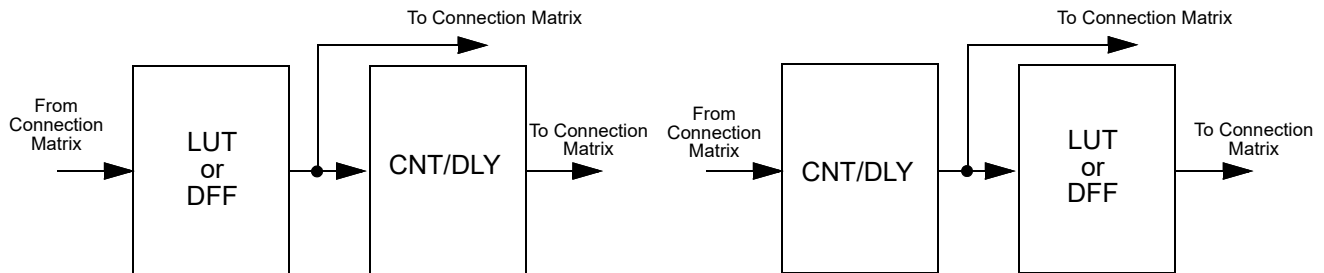 To Connection Matrix
From
Connection
Matrix
LUT
or
DFF
CNT/DLY
To Connection
Matrix
To Connection Matrix
From
Connection
Matrix
CNT/DLY
LUT
or
DFF
To Connection
Matrix